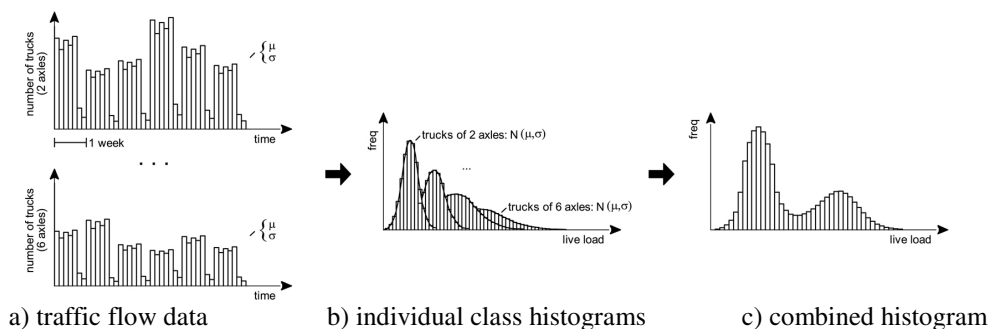 number of trucks
(2 axles)
{μ
σ
time
1 week
. . .
number of trucks
(6 axles)
{μ
σ
time
freq
trucks of 2 axles: N (μ,σ)
...
trucks of 6 axles: N (μ,σ)
live load
freq
live load
a) traffic flow data
b) individual class histograms
c) combined histogram